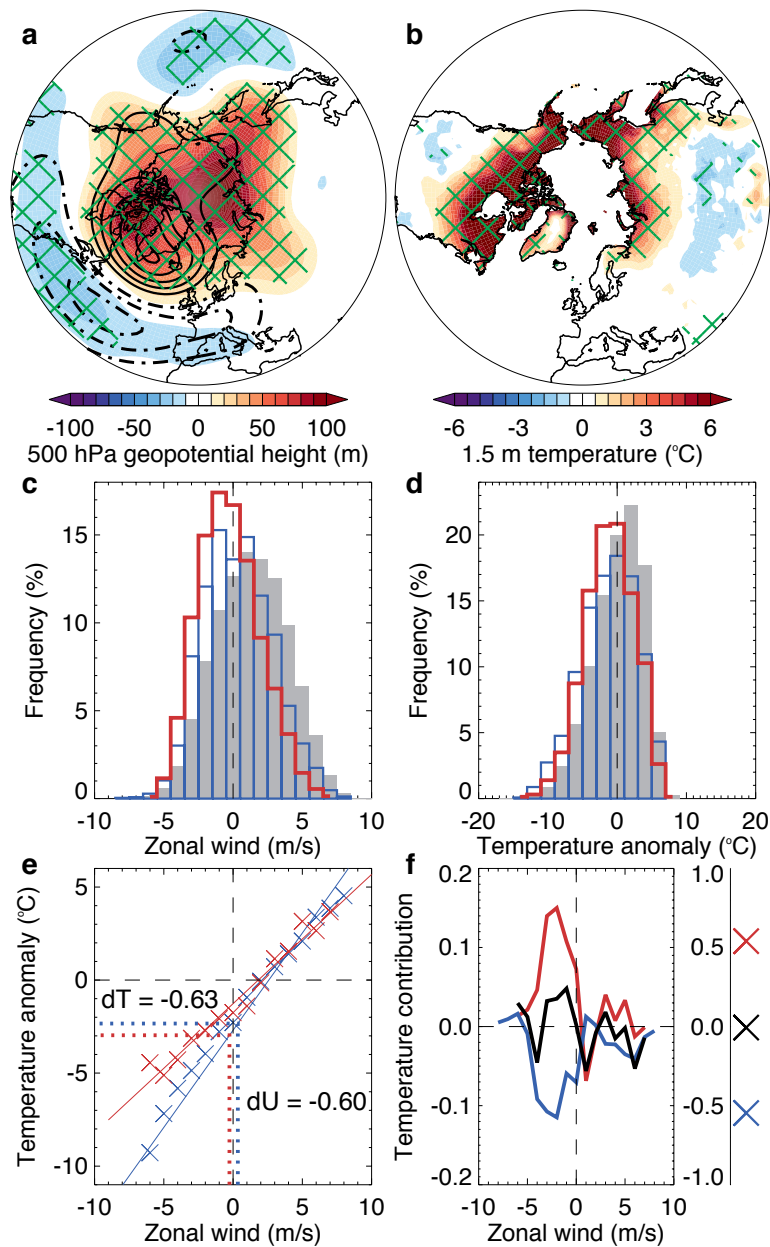 a
b
-100 -50 0 50 100
500 hPa geopotential height (m)
-6 -3 0 3 6
1.5 m temperature (°C)
c
d
15
10
5
0
Frequency (%)
-10 -5 0 5 10
Zonal wind (m/s)
20
15
10
5
0
Frequency (%)
-20 -10 0 10 20
Temperature anomaly (°C)
e
f
5
0
-5
-10
Temperature anomaly (°C)
dT = -0.63
dU = -0.60
-10 -5 0 5 10
Zonal wind (m/s)
0.2
0.1
0.0
-0.1
-0.2
Temperature contribution
-10 -5 0 5 10
Zonal wind (m/s)
1.0
0.5
0.0
-0.5
-1.0